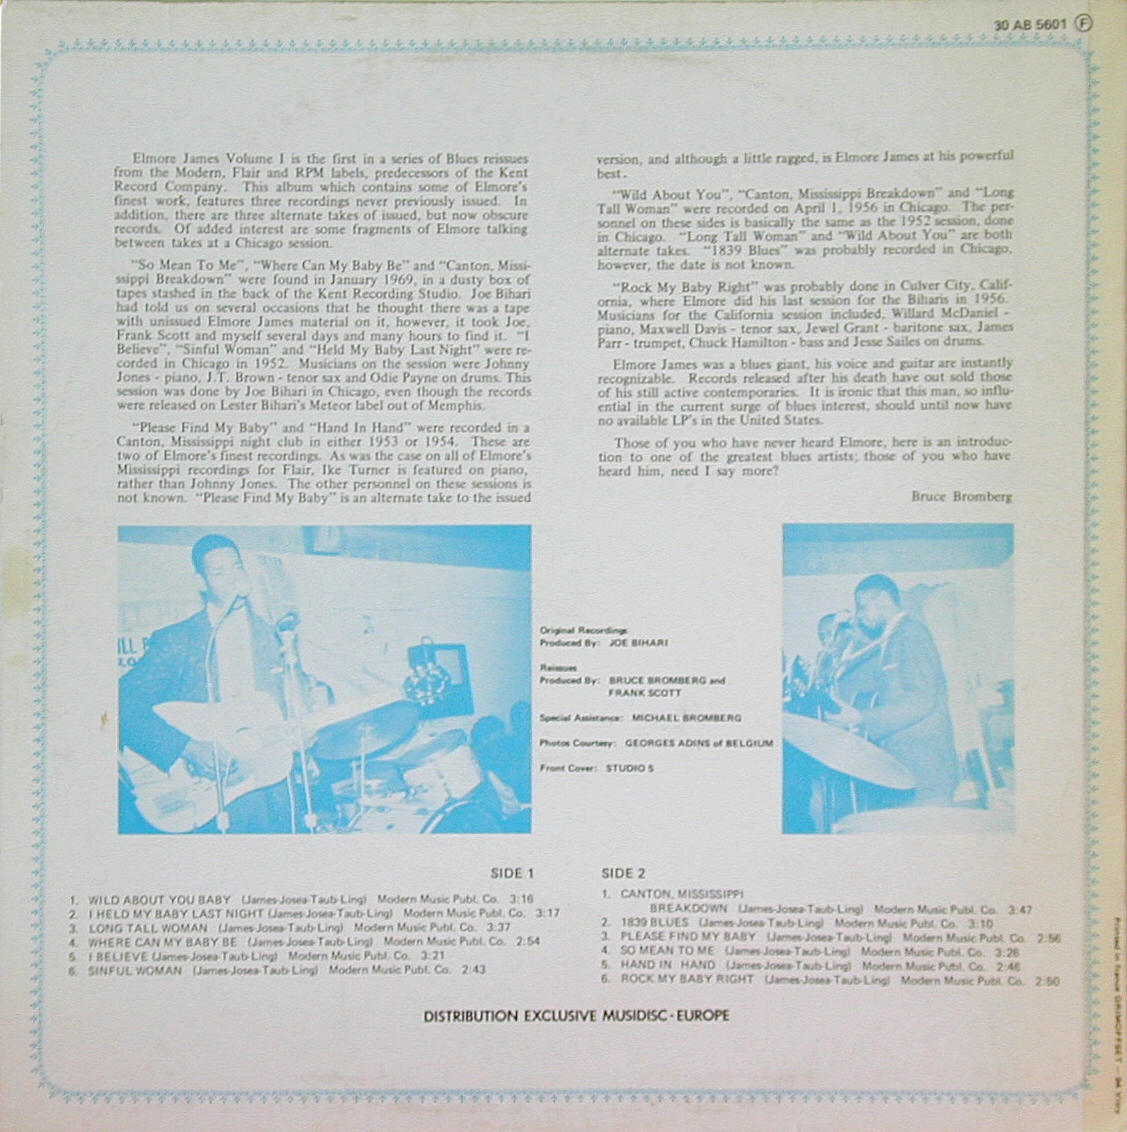 30 AB 5601 F
Elmore James Volume I is the first in a series of Blues reissues
from the Modern, Flair and RPM labels, predecessors of the Kent
Record Company. This album which contains some of Elmore's
finest work, features three recordings never previously issued. In
addition, there are three alternate takes of issued, but now obscure
records. Of added interest are some fragments of Elmore talking
between takes at a Chicago session.
"So Mean To Me", "Where Can My Baby Be" and "Canton, Missi-
ssippi Breakdown" were found in January 1969, in a dusty box of
tapes stashed in the back of the Kent Recording Studio. Joe Bihari
had told us on several occasions that he thought there was a tape
with unissued Elmore James material on it, however, it took Joe,
Frank Scott and myself several days and many hours to find it. "I
Believe", "Sinful Woman" and "Held My Baby Last Night" were re-
corded in Chicago in 1952. Musicians on the session were Johnny
Jones - piano, J.T. Brown - tenor sax and Odie Payne on drums. This
session was done by Joe Bihari in Chicago, even though the records
were released on Lester Bihari's Meteor label out of Memphis.
"Please Find My Baby" and "Hand In Hand" were recorded in a
Canton, Mississippi night club in either 1953 or 1954. These are
two of Elmore's finest recordings. As was the case on all of Elmore's
Mississippi recordings for Flair, Ike Turner is featured on piano,
rather than Johnny Jones. The other personnel on these sessions is
not known. "Please Find My Baby" is an alternate take to the issued
version, and although a little ragged, is Elmore James at his powerful
best.
"Wild About You", "Canton, Mississippi Breakdown" and "Long
Tall Woman" were recorded on April 1, 1956 in Chicago. The per-
sonnel on these sides is basically the same as the 1952 session, done
in Chicago. "Long Tall Woman" and "Wild About You" are both
alternate takes. "1839 Blues" was probably recorded in Chicago,
however, the date is not known.
"Rock My Baby Right" was probably done in Culver City, Calif-
ornia, where Elmore did his last session for the Biharis in 1956.
Musicians for the California session included, Willard McDaniel -
piano, Maxwell Davis - tenor sax, Jewel Grant - baritone sax, James
Parr - trumpet, Chuck Hamilton - bass and Jesse Sailes on drums.
Elmore James was a blues giant, his voice and guitar are instantly
recognizable. Records released after his death have out sold those
of his still active contemporaries. It is ironic that this man, so influ-
ential in the current surge of blues interest, should until now have
no available LP's in the United States.
Those of you who have never heard Elmore, here is an introduc-
tion to one of the greatest blues artists; those of you who have
heard him, need I say more?
Bruce Bromberg
Original Recordings
Produced By: JOE BIHARI
Reissues
Produced By: BRUCE BROMBERG and
FRANK SCOTT
Special Assistance: MICHAEL BROMBERG
Photos Courtesy: GEORGES ADINS of BELGIUM
Front Cover: STUDIO 5
SIDE 1
1. WILD ABOUT YOU BABY (James-Josea-Taub-Ling) Modern Music Publ. Co. 3:16
2. I HELD MY BABY LAST NIGHT (James-Josea-Taub-Ling) Modern Music Publ. Co. 3:17
3. LONG TALL WOMAN (James-Josea-Taub-Ling) Modern Music Publ. Co. 3:37
4. WHERE CAN MY BABY BE (James-Josea-Taub-Ling) Modern Music Publ. Co. 2:54
5. I BELIEVE (James-Josea-Taub-Ling) Modern Music Publ. Co. 3:21
6. SINFUL WOMAN (James-Josea-Taub-Ling) Modern Music Publ. Co. 2:43
SIDE 2
1. CANTON, MISSISSIPPI
BREAKDOWN (James-Josea-Taub-Ling) Modern Music Publ. Co. 3:47
2. 1839 BLUES (James-Josea-Taub-Ling) Modern Music Publ. Co. 3:10
3. PLEASE FIND MY BABY (James-Josea-Taub-Ling) Modern Music Publ. Co. 2:56
4. SO MEAN TO ME (James-Josea-Taub-Ling) Modern Music Publ. Co. 3:26
5. HAND IN HAND (James-Josea-Taub-Ling) Modern Music Publ. Co. 2:46
6. ROCK MY BABY RIGHT (James-Josea-Taub-Ling) Modern Music Publ. Co. 2:50
DISTRIBUTION EXCLUSIVE MUSIDISC - EUROPE
Printed in France GRIMOFFSET - 94 Vitry